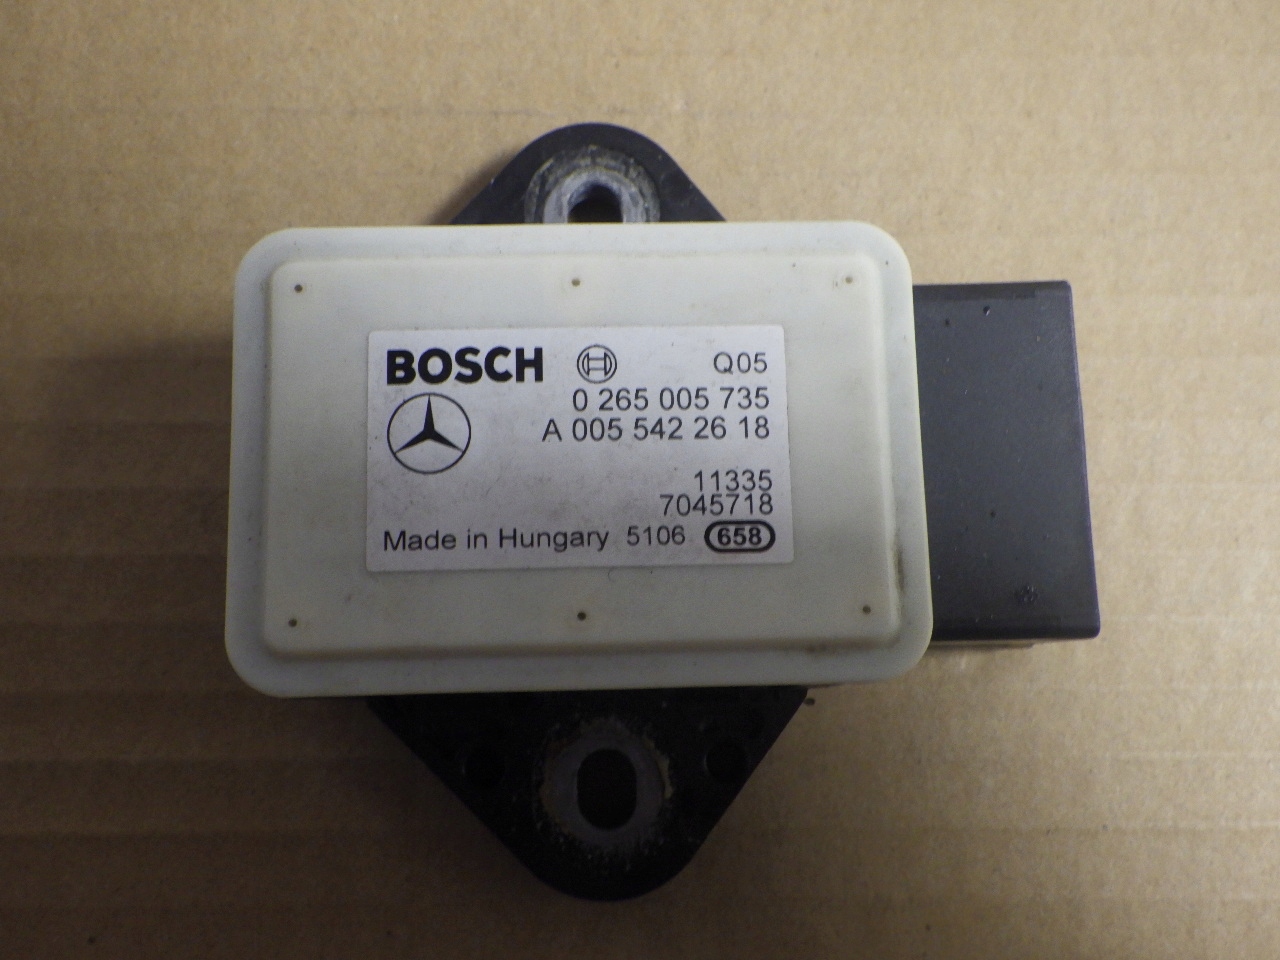 BOSCH Q05
0 265 005 735
A 005 542 26 18
11335
7045718
Made in Hungary 5106 658